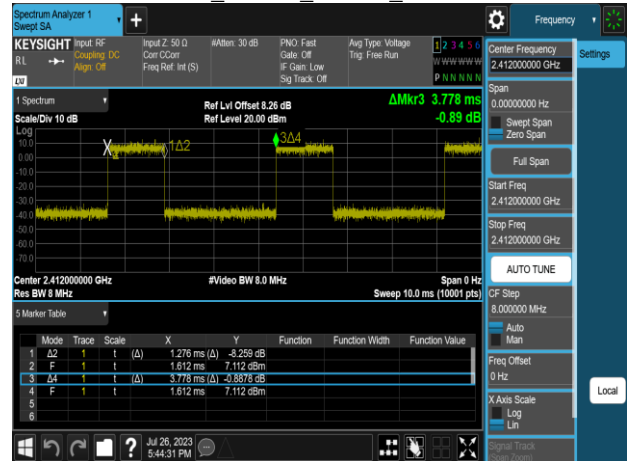 Spectrum Analyzer 1
Swept SA
+
Frequency
KEYSIGHT
Input: RF
Coupling: DC
Align: Off
Input Z: 50 Ω
Corr CCorr
Freq Ref: Int (S)
#Atten: 30 dB
PNO: Fast
Gate: Off
IF Gain: Low
Sig Track: Off
Avg Type: Voltage
Trig: Free Run
1 2 3 4 5 6
W W W W W W
P N N N N N
RL
LXI
1 Spectrum
Scale/Div 10 dB
Ref Lvl Offset 8.26 dB
Ref Level 20.00 dBm
ΔMkr3 3.778 ms
-0.89 dB
Log
10.0
0.00
-10.0
-20.0
-30.0
-40.0
-50.0
-60.0
-70.0
1Δ2
3Δ4
Center 2.412000000 GHz
Res BW 8 MHz
#Video BW 8.0 MHz
Span 0 Hz
Sweep 10.0 ms (10001 pts)
5 Marker Table
Mode Trace Scale X Y Function Function Width Function Value
1 Δ2 1 t (Δ) 1.276 ms (Δ) -8.259 dB
2 F 1 t 1.612 ms 7.112 dBm
3 Δ4 1 t (Δ) 3.778 ms (Δ) -0.8878 dB
4 F 1 t 1.612 ms 7.112 dBm
5
6
?
Jul 26, 2023
5:44:31 PM
Center Frequency
2.412000000 GHz
Settings
Span
0.00000000 Hz
Swept Span
Zero Span
Full Span
Start Freq
2.412000000 GHz
Stop Freq
2.412000000 GHz
AUTO TUNE
CF Step
8.000000 MHz
Auto
Man
Freq Offset
0 Hz
X Axis Scale
Log
Lin
Local
Signal Track
(Span Zoom)